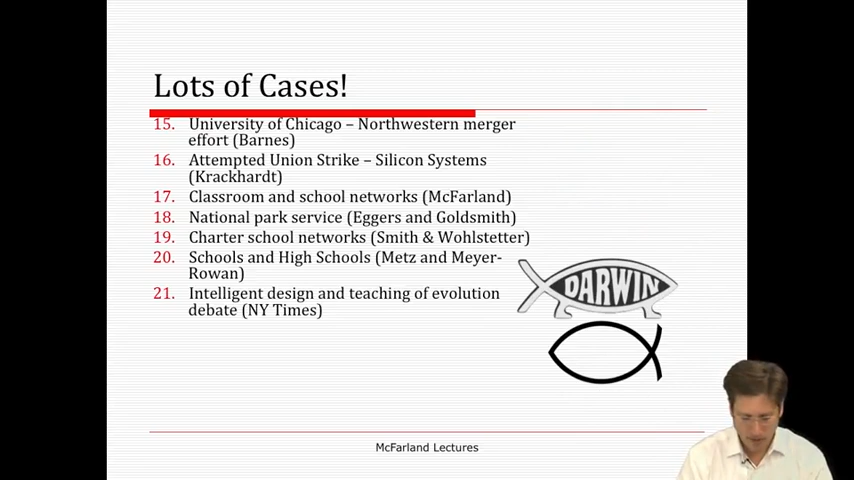 Lots of Cases!
15. University of Chicago – Northwestern merger
effort (Barnes)
16. Attempted Union Strike – Silicon Systems
(Krackhardt)
17. Classroom and school networks (McFarland)
18. National park service (Eggers and Goldsmith)
19. Charter school networks (Smith & Wohlstetter)
20. Schools and High Schools (Metz and Meyer-
Rowan)
21. Intelligent design and teaching of evolution
debate (NY Times)
DARWIN
McFarland Lectures